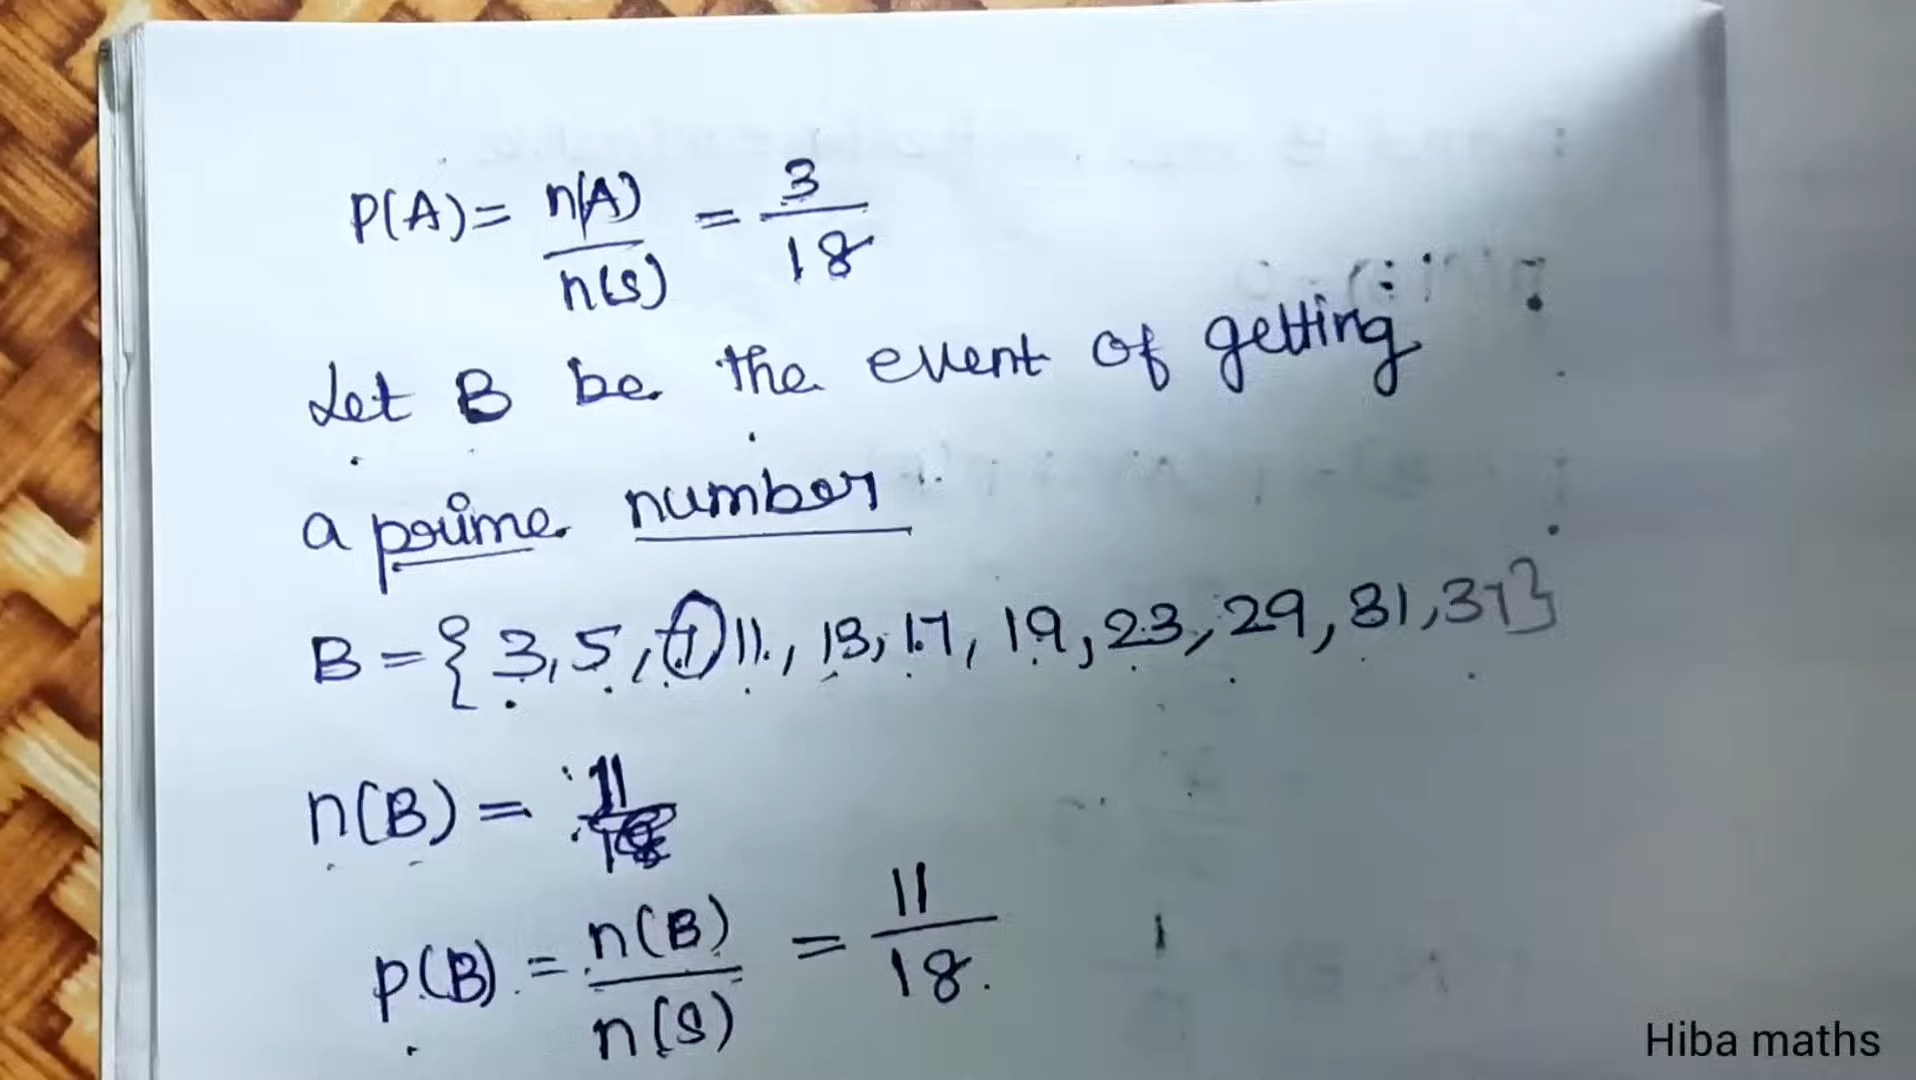 P(A) = n(A)/n(S) = 3/18
Let B be the event of getting
a prime number
B = { 3, 5, 7, 11, 13, 17, 19, 23, 29, 31, 37}
n(B) = 11
P(B) = n(B)/n(S) = 11/18.
Hiba maths